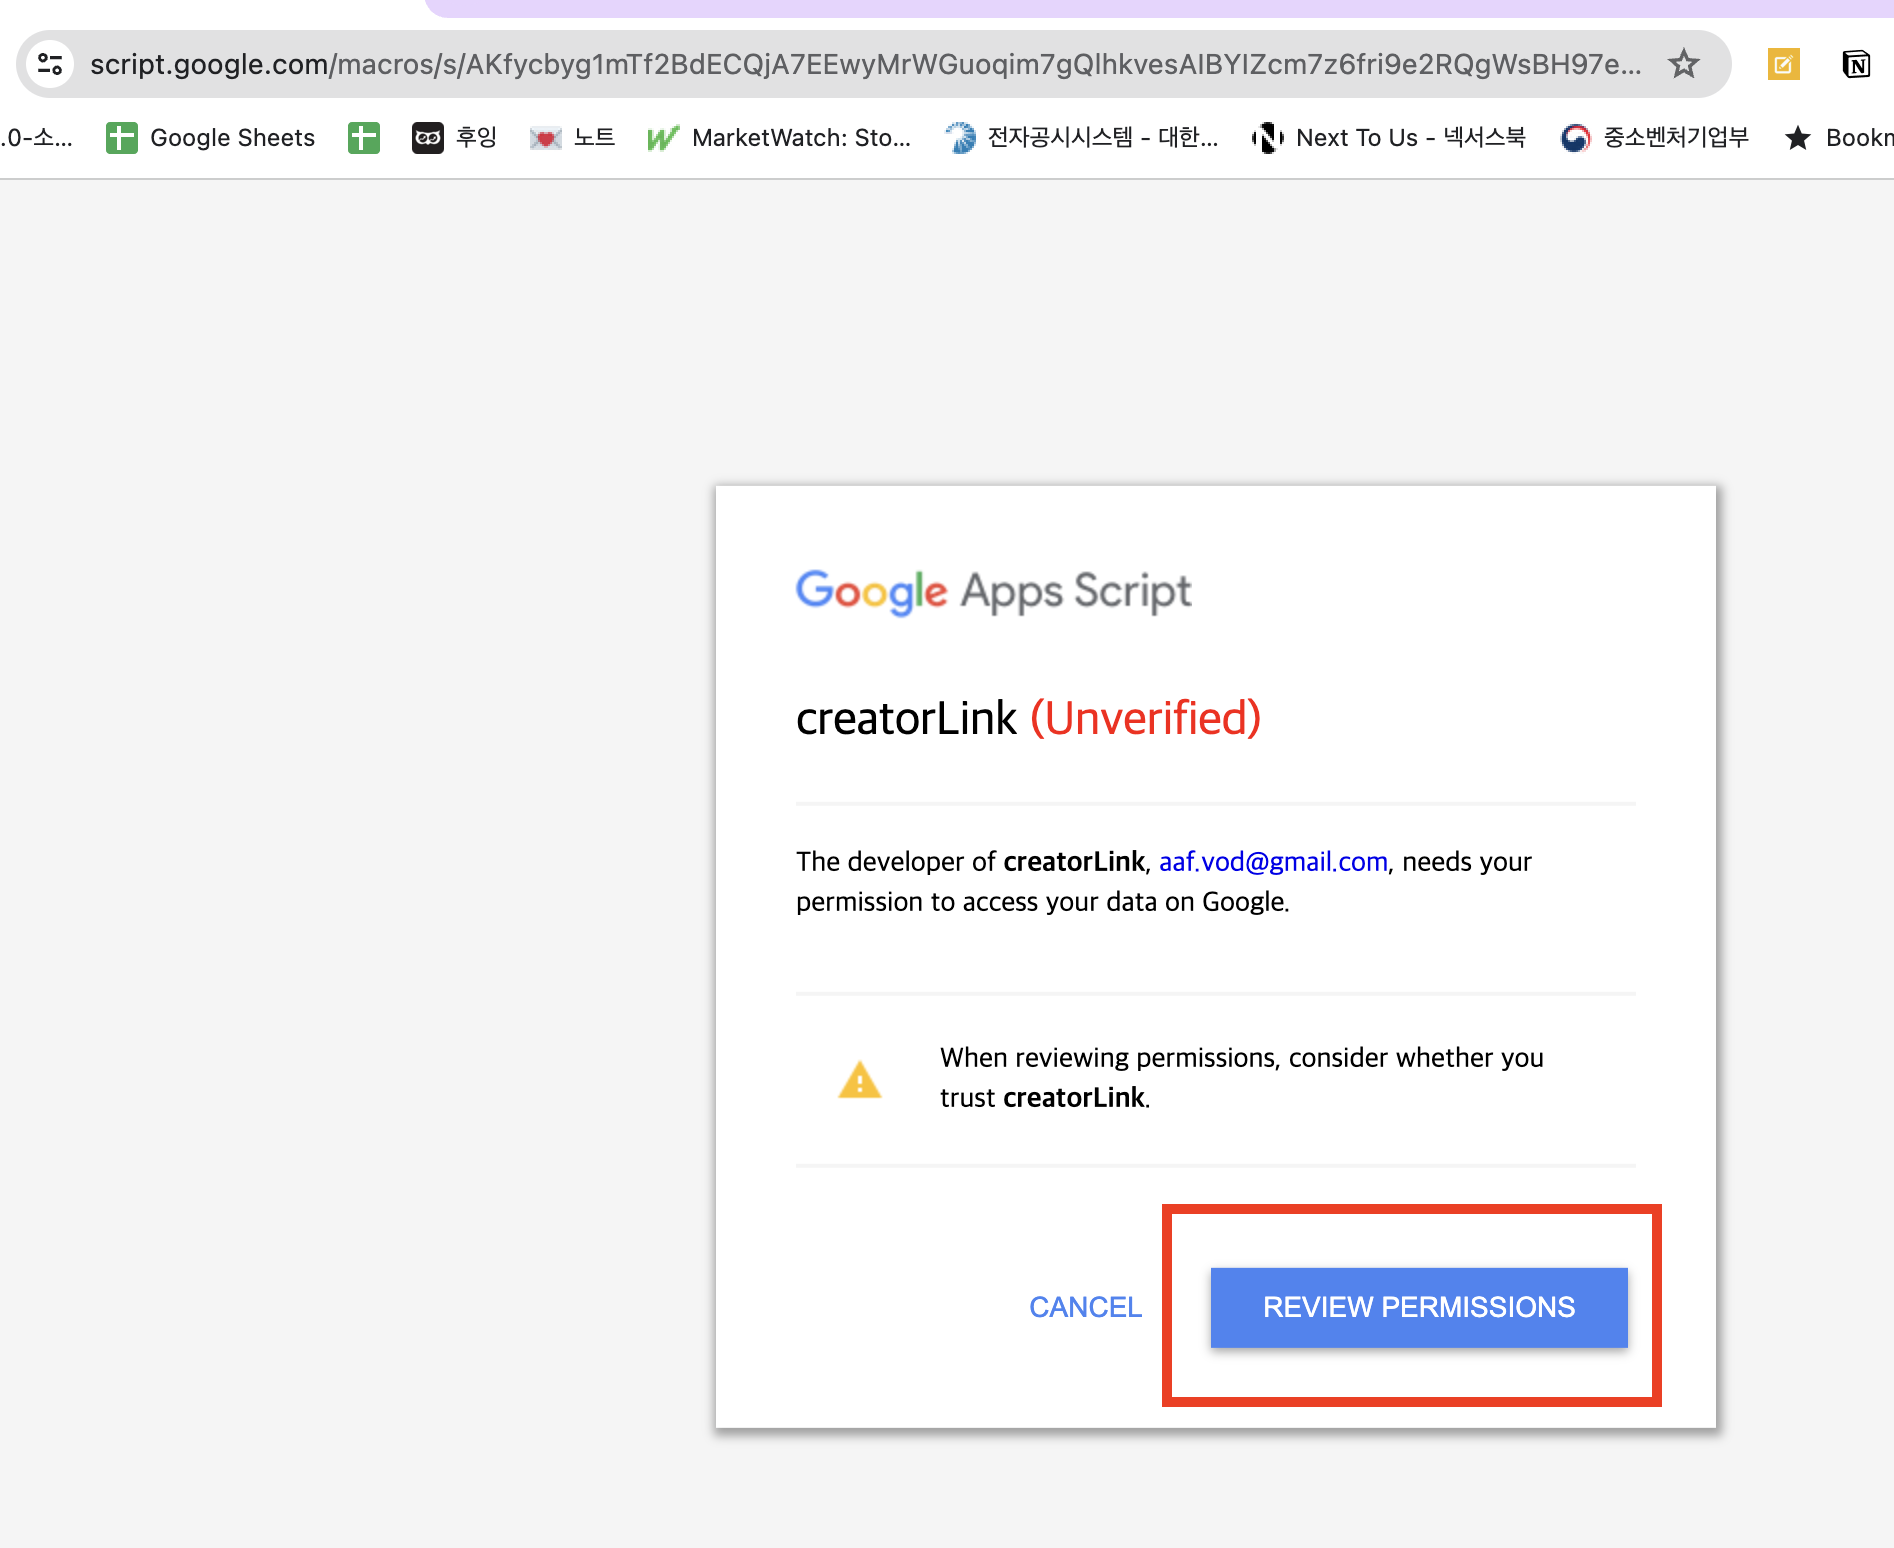 script.google.com/macros/s/AKfycbyg1mTf2BdECQjA7EEwyMrWGuoqim7gQlhkvesAIBYIZcm7z6fri9e2RQgWsBH97e...
.0-소... Google Sheets 후잉 노트 MarketWatch: Sto... 전자공시시스템 - 대한... Next To Us - 넥서스북 중소벤처기업부 Bookm
Google Apps Script
creatorLink (Unverified)
The developer of creatorLink, aaf.vod@gmail.com, needs your
permission to access your data on Google.
When reviewing permissions, consider whether you
trust creatorLink.
CANCEL REVIEW PERMISSIONS